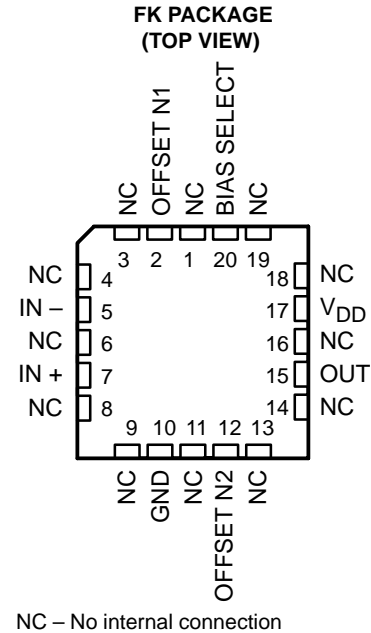 FK PACKAGE
(TOP VIEW)
NC
OFFSET N1
NC
BIAS SELECT
NC
3 2 1 20 19
NC 4
IN – 5
NC 6
IN + 7
NC 8
18 NC
17 VDD
16 NC
15 OUT
14 NC
9 10 11 12 13
NC
GND
NC
OFFSET N2
NC
NC – No internal connection